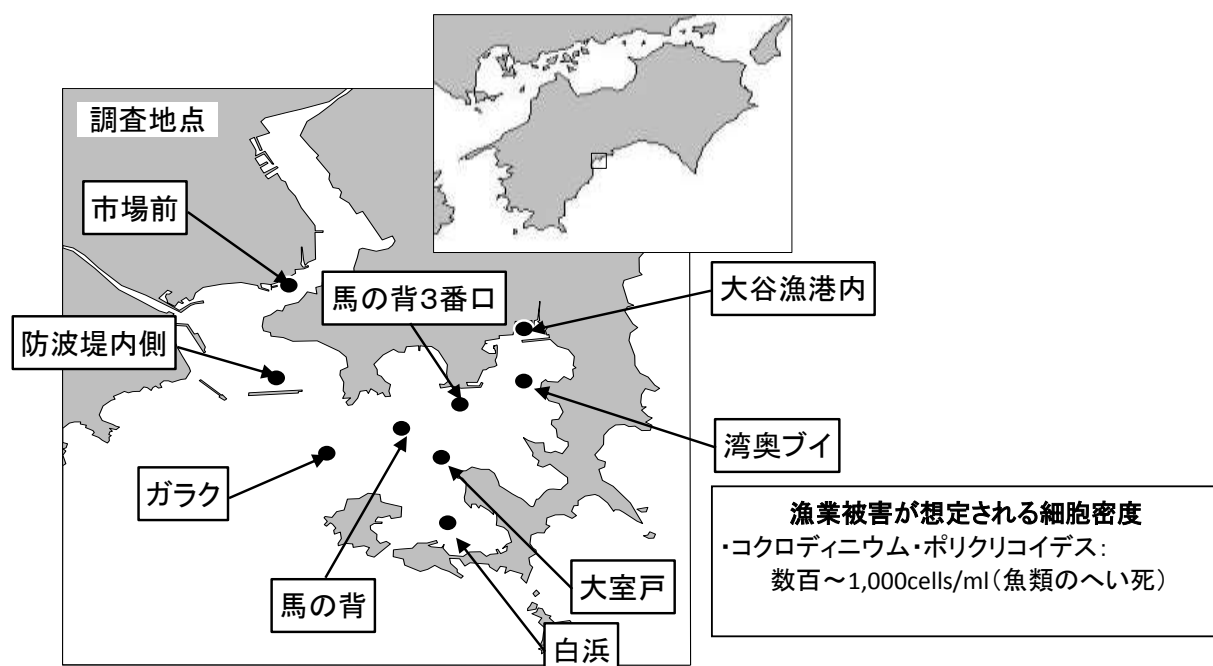 調査地点
市場前
馬の背3番口
大谷漁港内
防波堤内側
湾奥ブイ
ガラク
馬の背
大室戸
白浜
漁業被害が想定される細胞密度
・コクロディニウム・ポリクリコイデス:
数百～1,000cells/ml(魚類のへい死)